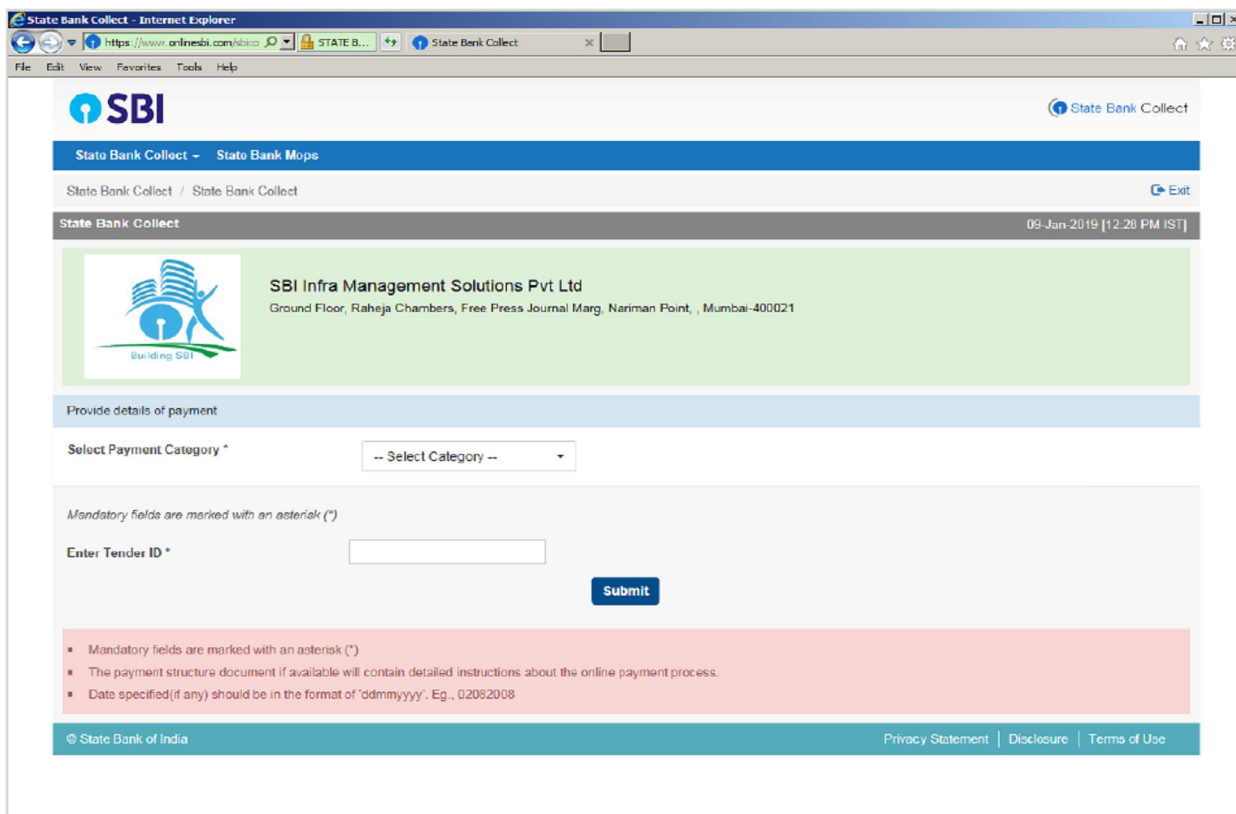 State Bank Collect - Internet Explorer
https://www.onlinesbi.com/sbico
STATE B...
State Bank Collect
File Edit View Favorites Tools Help
SBI
State Bank Collect
State Bank Collect State Bank Mops
State Bank Collect / State Bank Collect
Exit
State Bank Collect
09-Jan-2019 [12:28 PM IST]
Building SBI
SBI Infra Management Solutions Pvt Ltd
Ground Floor, Raheja Chambers, Free Press Journal Marg, Nariman Point, , Mumbai-400021
Provide details of payment
Select Payment Category *
-- Select Category --
Mandatory fields are marked with an asterisk (*)
Enter Tender ID *
Submit
Mandatory fields are marked with an asterisk (*)
The payment structure document if available will contain detailed instructions about the online payment process.
Date specified(if any) should be in the format of 'ddmmyyyy'. Eg., 02082008
© State Bank of India
Privacy Statement | Disclosure | Terms of Use